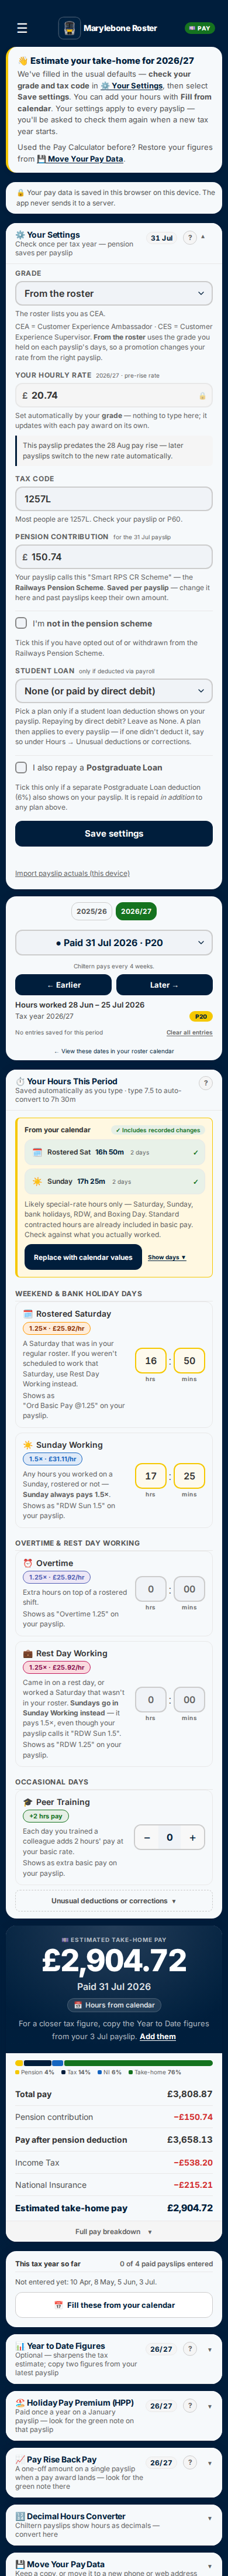 ☰ Marylebone Roster 💷 PAY
👋 Estimate your take-home for 2026/27
We've filled in the usual defaults — check your
grade and tax code in ⚙️ Your Settings, then select
Save settings. You can add your hours with Fill from
calendar. Your settings apply to every payslip —
you'll be asked to check them again when a new tax
year starts.
Used the Pay Calculator before? Restore your figures
from 💾 Move Your Pay Data.
🔒 Your pay data is saved in this browser on this device. The
app never sends it to a server.
⚙️ Your Settings
Check once per tax year — pension
saves per payslip
31 Jul ? ▲
GRADE
From the roster
The roster lists you as CEA.
CEA = Customer Experience Ambassador · CES = Customer
Experience Supervisor. From the roster uses the grade you
held on each payslip's days, so a promotion changes your
rate from the right payslip.
YOUR HOURLY RATE 2026/27 · pre-rise rate
£ 20.74 🔒
Set automatically by your grade — nothing to type here; it
updates with each pay award on its own.
This payslip predates the 28 Aug pay rise — later
payslips switch to the new rate automatically.
TAX CODE
1257L
Most people are 1257L. Check your payslip or P60.
PENSION CONTRIBUTION for the 31 Jul payslip
£ 150.74
Your payslip calls this "Smart RPS CR Scheme" — the
Railways Pension Scheme. Saved per payslip — change it
here and past payslips keep their own amount.
I'm not in the pension scheme
Tick this if you have opted out of or withdrawn from the
Railways Pension Scheme.
STUDENT LOAN only if deducted via payroll
None (or paid by direct debit)
Pick a plan only if a student loan deduction shows on your
payslip. Repaying by direct debit? Leave as None. A plan
then applies to every payslip — if one didn't deduct it, say
so under Hours → Unusual deductions or corrections.
I also repay a Postgraduate Loan
Tick this only if a separate Postgraduate Loan deduction
(6%) also shows on your payslip. It is repaid in addition to
any plan above.
Save settings
Import payslip actuals (this device)
2025/26 2026/27
● Paid 31 Jul 2026 · P20
Chiltern pays every 4 weeks.
← Earlier Later →
Hours worked 28 Jun – 25 Jul 2026
Tax year 2026/27 P20
No entries saved for this period Clear all entries
← View these dates in your roster calendar
⏱️ Your Hours This Period ?
Saved automatically as you type · type 7.5 to auto-
convert to 7h 30m
From your calendar ✓ Includes recorded changes
🗓️ Rostered Sat 16h 50m 2 days ✓
☀️ Sunday 17h 25m 2 days ✓
Likely special-rate hours only — Saturday, Sunday,
bank holidays, RDW, and Boxing Day. Standard
contracted hours are already included in basic pay.
Check against what you actually worked.
Replace with calendar values Show days ▼
WEEKEND & BANK HOLIDAY DAYS
🗓️ Rostered Saturday
1.25× · £25.92/hr
A Saturday that was in your
regular roster. If you weren't
scheduled to work that
Saturday, use Rest Day
Working instead.
Shows as
"Ord Basic Pay @1.25" on your
payslip.
16 : 50
hrs mins
☀️ Sunday Working
1.5× · £31.11/hr
Any hours you worked on a
Sunday, rostered or not —
Sunday always pays 1.5×.
Shows as "RDW Sun 1.5" on
your payslip.
17 : 25
hrs mins
OVERTIME & REST DAY WORKING
⏰ Overtime
1.25× · £25.92/hr
Extra hours on top of a rostered
shift.
Shows as "Overtime 1.25" on
your payslip.
0 : 00
hrs mins
💼 Rest Day Working
1.25× · £25.92/hr
Came in on a rest day, or
worked a Saturday that wasn't
in your roster. Sundays go in
Sunday Working instead — it
pays 1.5×, even though your
payslip calls it "RDW Sun 1.5".
Shows as "RDW 1.25" on your
payslip.
0 : 00
hrs mins
OCCASIONAL DAYS
🎓 Peer Training
+2 hrs pay
Each day you trained a
colleague adds 2 hours' pay at
your basic rate.
Shows as extra basic pay on
your payslip.
− 0 +
Unusual deductions or corrections ▼
💷 ESTIMATED TAKE-HOME PAY
£2,904.72
Paid 31 Jul 2026
📅 Hours from calendar
For a closer tax figure, copy the Year to Date figures
from your 3 Jul payslip. Add them
Pension 4% Tax 14% NI 6% Take-home 76%
Total pay £3,808.87
Pension contribution −£150.74
Pay after pension deduction £3,658.13
Income Tax −£538.20
National Insurance −£215.21
Estimated take-home pay £2,904.72
Full pay breakdown ▼
This tax year so far 0 of 4 paid payslips entered
Not entered yet: 10 Apr, 8 May, 5 Jun, 3 Jul.
📅 Fill these from your calendar
📊 Year to Date Figures
Optional — sharpens the tax
estimate; copy two figures from your
latest payslip
26/27 ? ▼
🏖️ Holiday Pay Premium (HPP)
Paid once a year on a January
payslip — look for the green note on
that payslip
26/27 ? ▼
📈 Pay Rise Back Pay
A one-off amount on a single payslip
when a pay award lands — look for the
green note there
26/27 ? ▼
🔢 Decimal Hours Converter
Chiltern payslips show hours as decimals —
convert here
▼
💾 Move Your Pay Data
Keep a copy, or move it to a new phone or web address
▼